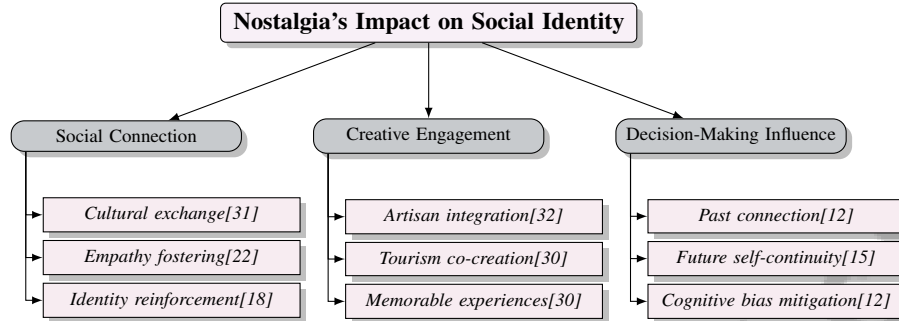 Nostalgia's Impact on Social Identity
Social Connection
Cultural exchange[31]
Empathy fostering[22]
Identity reinforcement[18]
Creative Engagement
Artisan integration[32]
Tourism co-creation[30]
Memorable experiences[30]
Decision-Making Influence
Past connection[12]
Future self-continuity[15]
Cognitive bias mitigation[12]